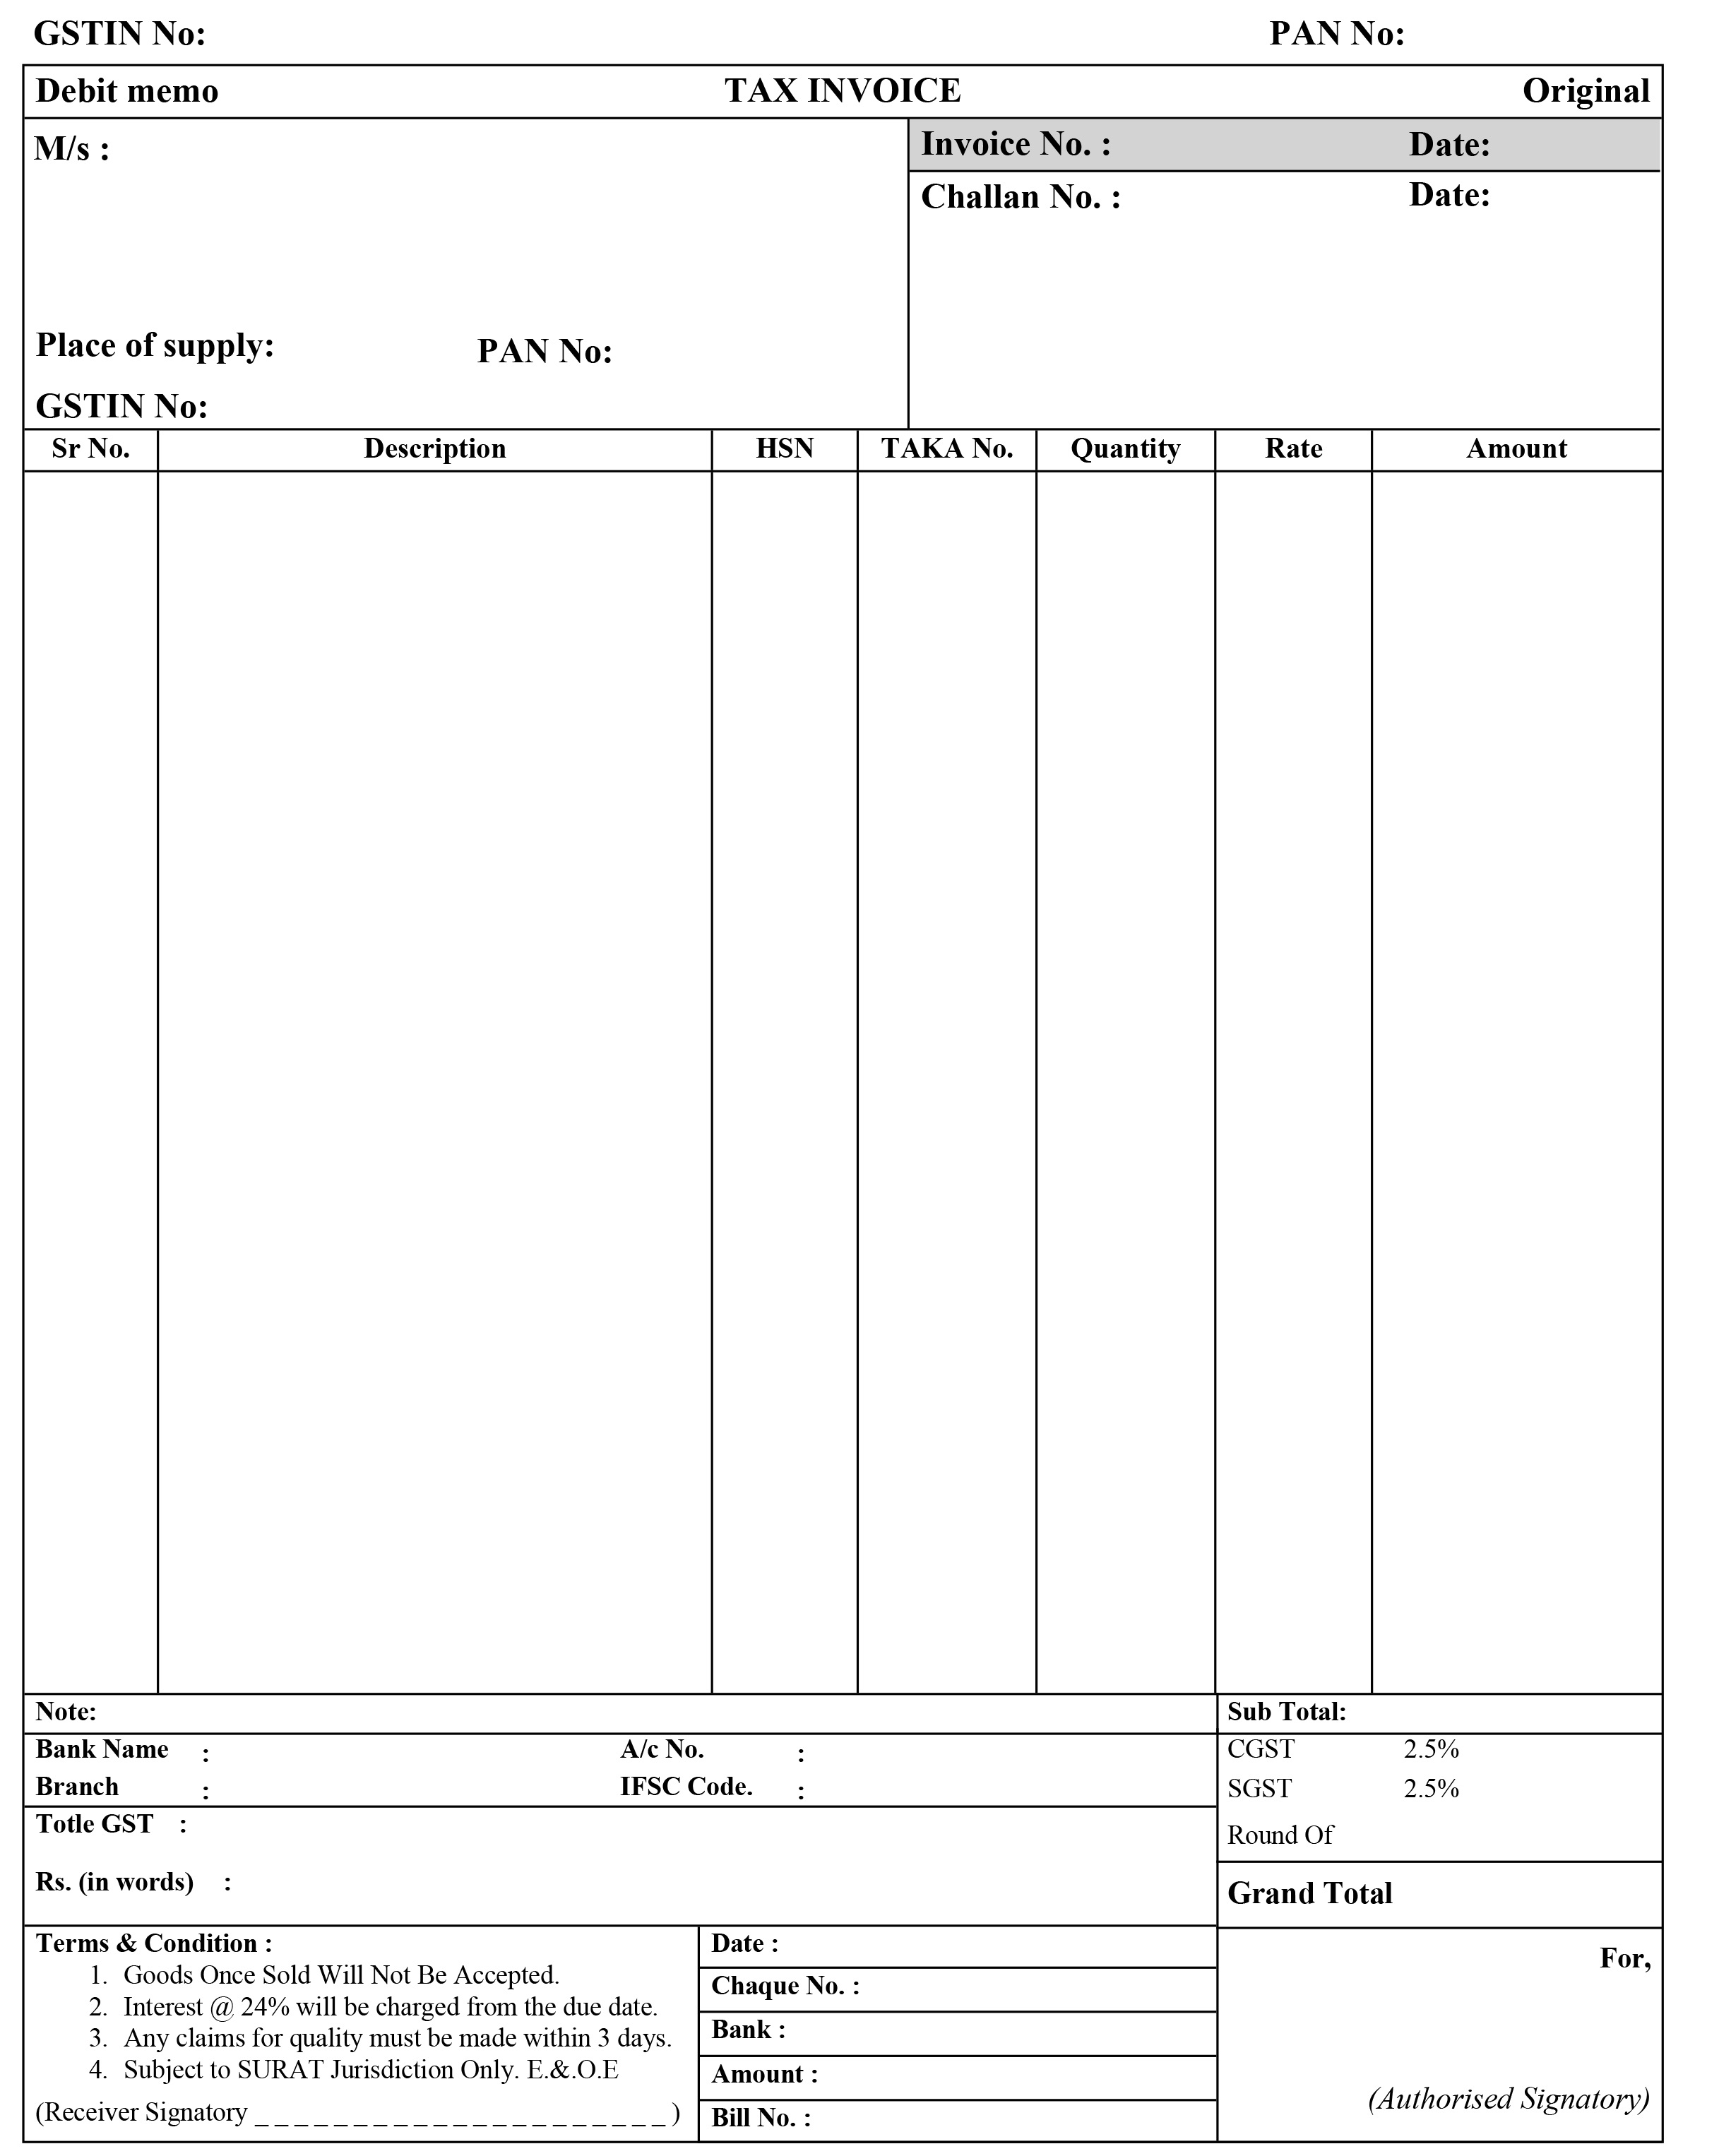 GSTIN No: PAN No:
Debit memo TAX INVOICE Original
M/s :
Invoice No. : Date:
Challan No. : Date:
Place of supply: PAN No:
GSTIN No:
Sr No. Description HSN TAKA No. Quantity Rate Amount
Note:
Sub Total:
Bank Name : A/c No. :
Branch : IFSC Code. :
CGST 2.5%
SGST 2.5%
Round Of
Totle GST :
Rs. (in words) :
Grand Total
Terms & Condition :
1. Goods Once Sold Will Not Be Accepted.
2. Interest @ 24% will be charged from the due date.
3. Any claims for quality must be made within 3 days.
4. Subject to SURAT Jurisdiction Only. E.&.O.E
(Receiver Signatory _ _ _ _ _ _ _ _ _ _ _ _ _ _ _ _ _ _ _ _ _ )
Date :
Chaque No. :
Bank :
Amount :
Bill No. :
For,
(Authorised Signatory)